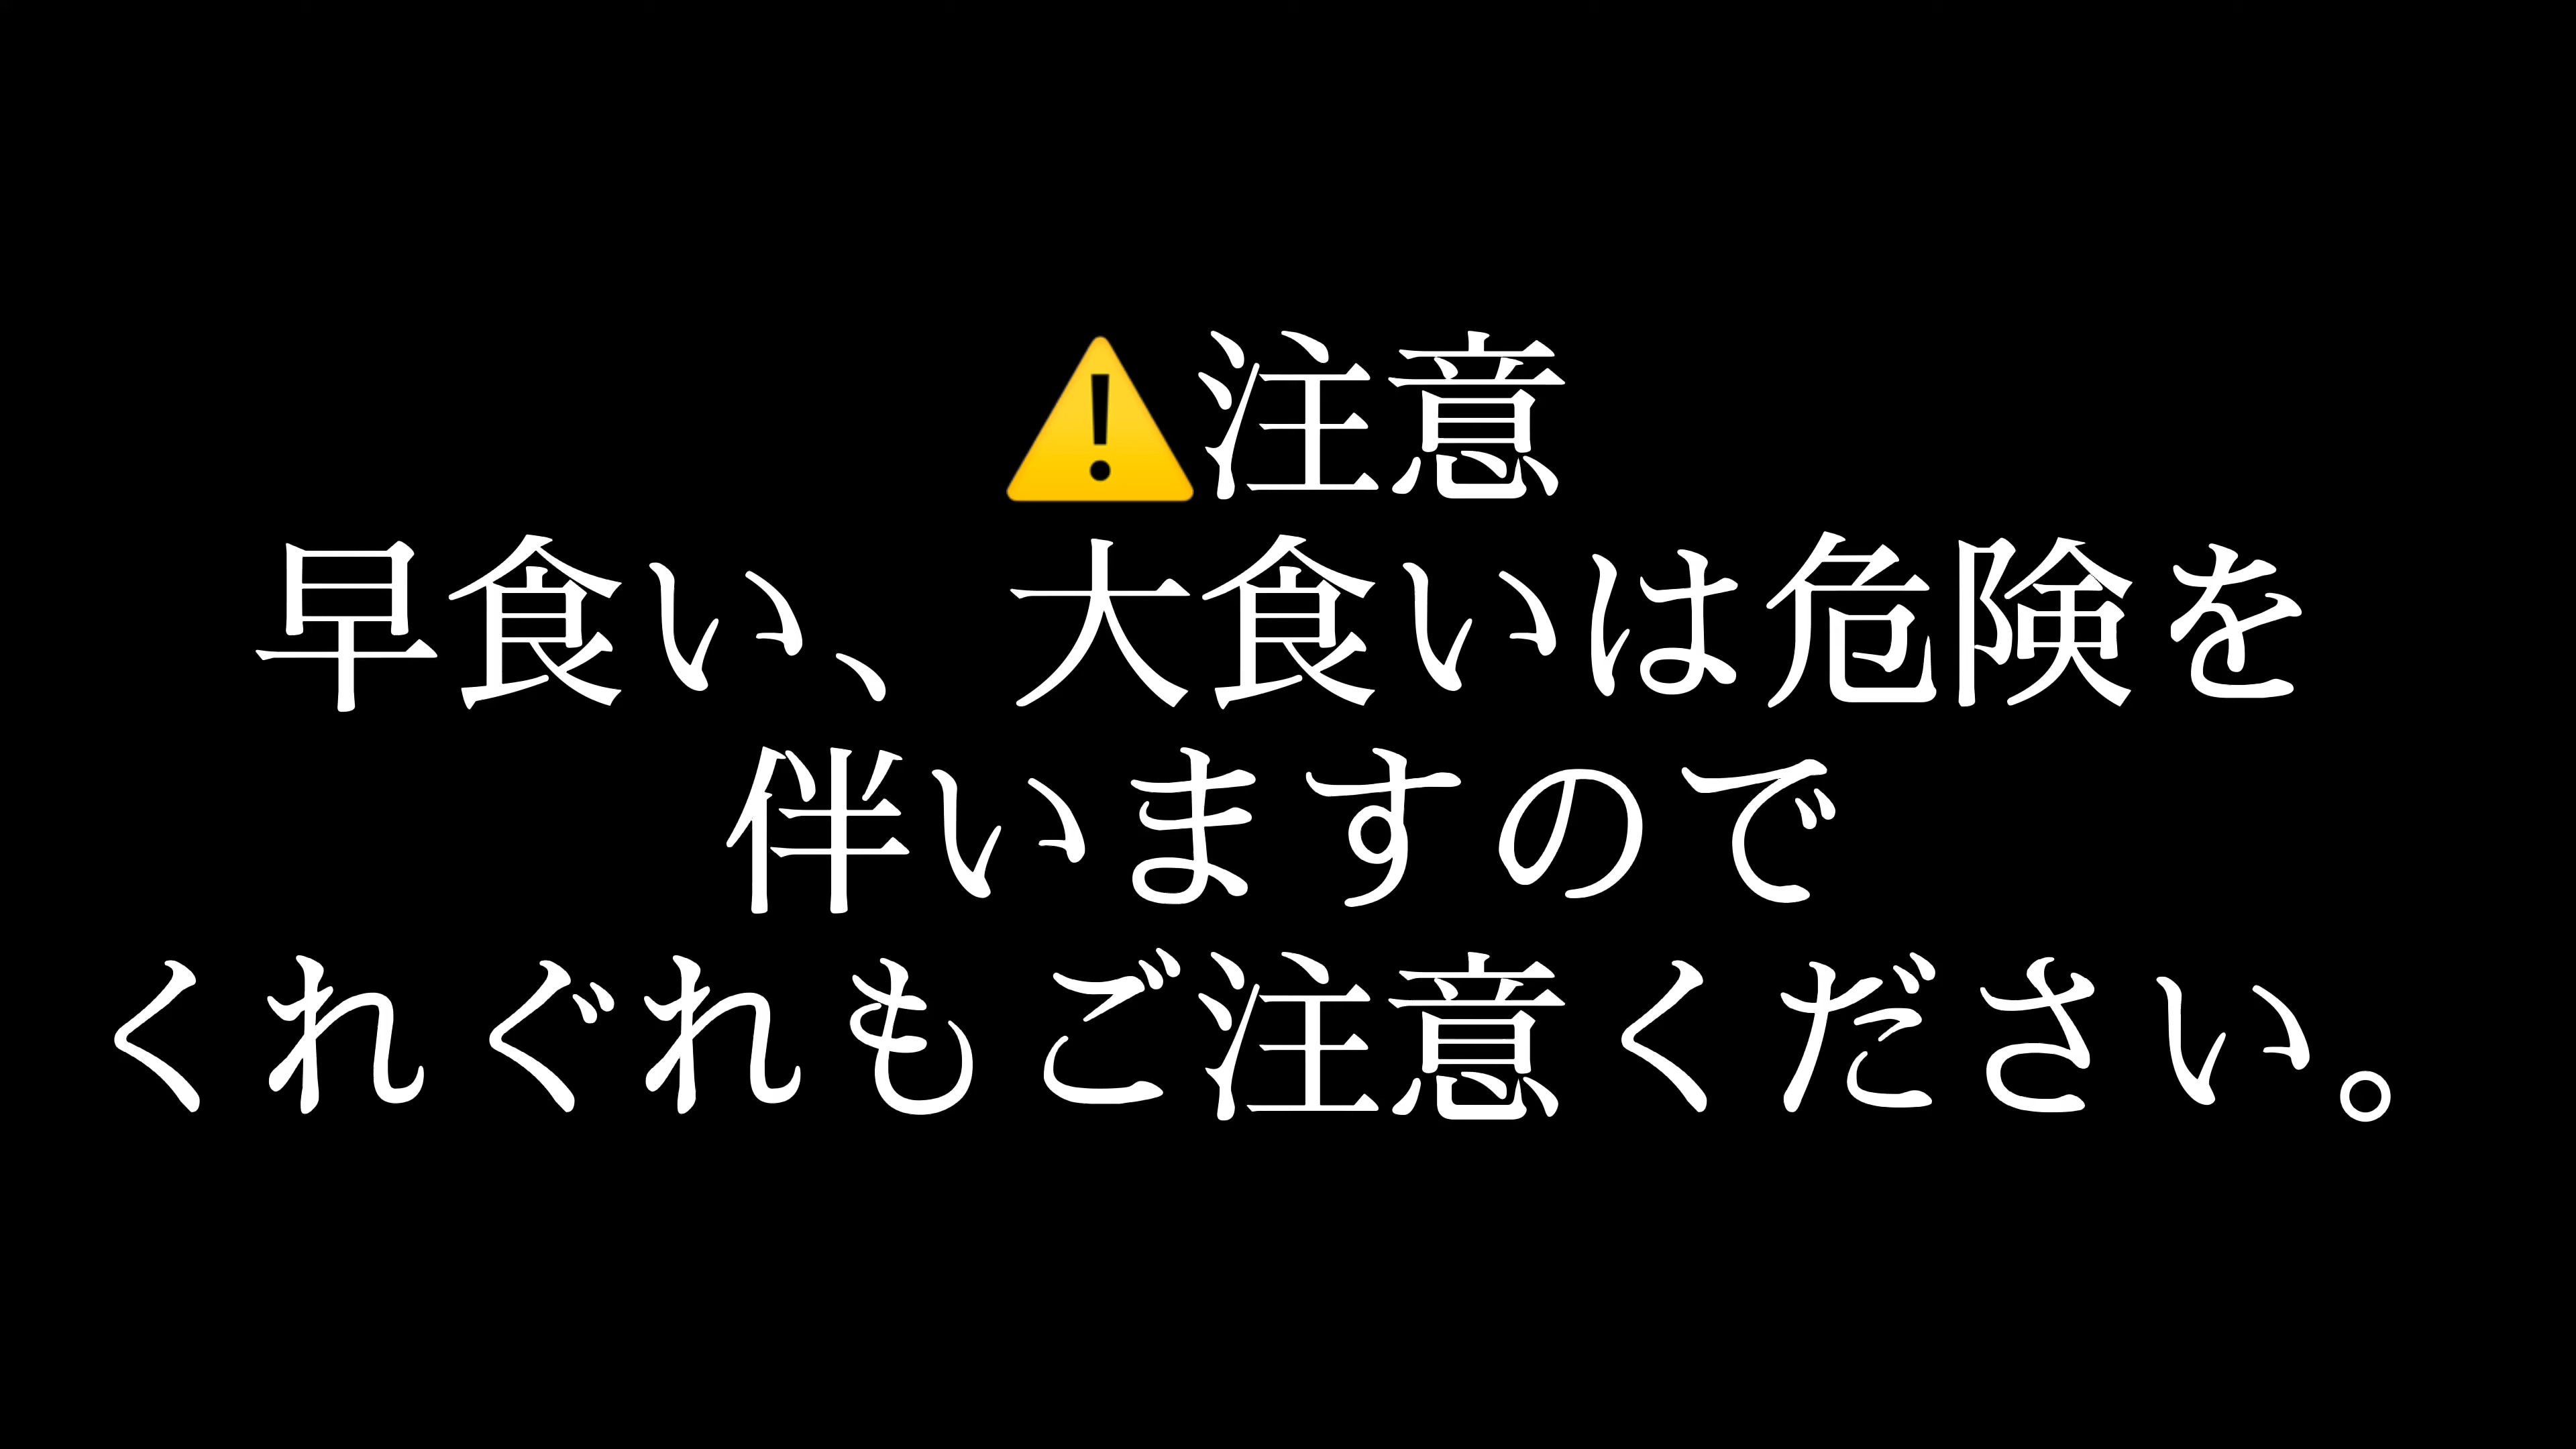 ⚠️注意
早食い、大食いは危険を
伴いますので
くれぐれもご注意ください。